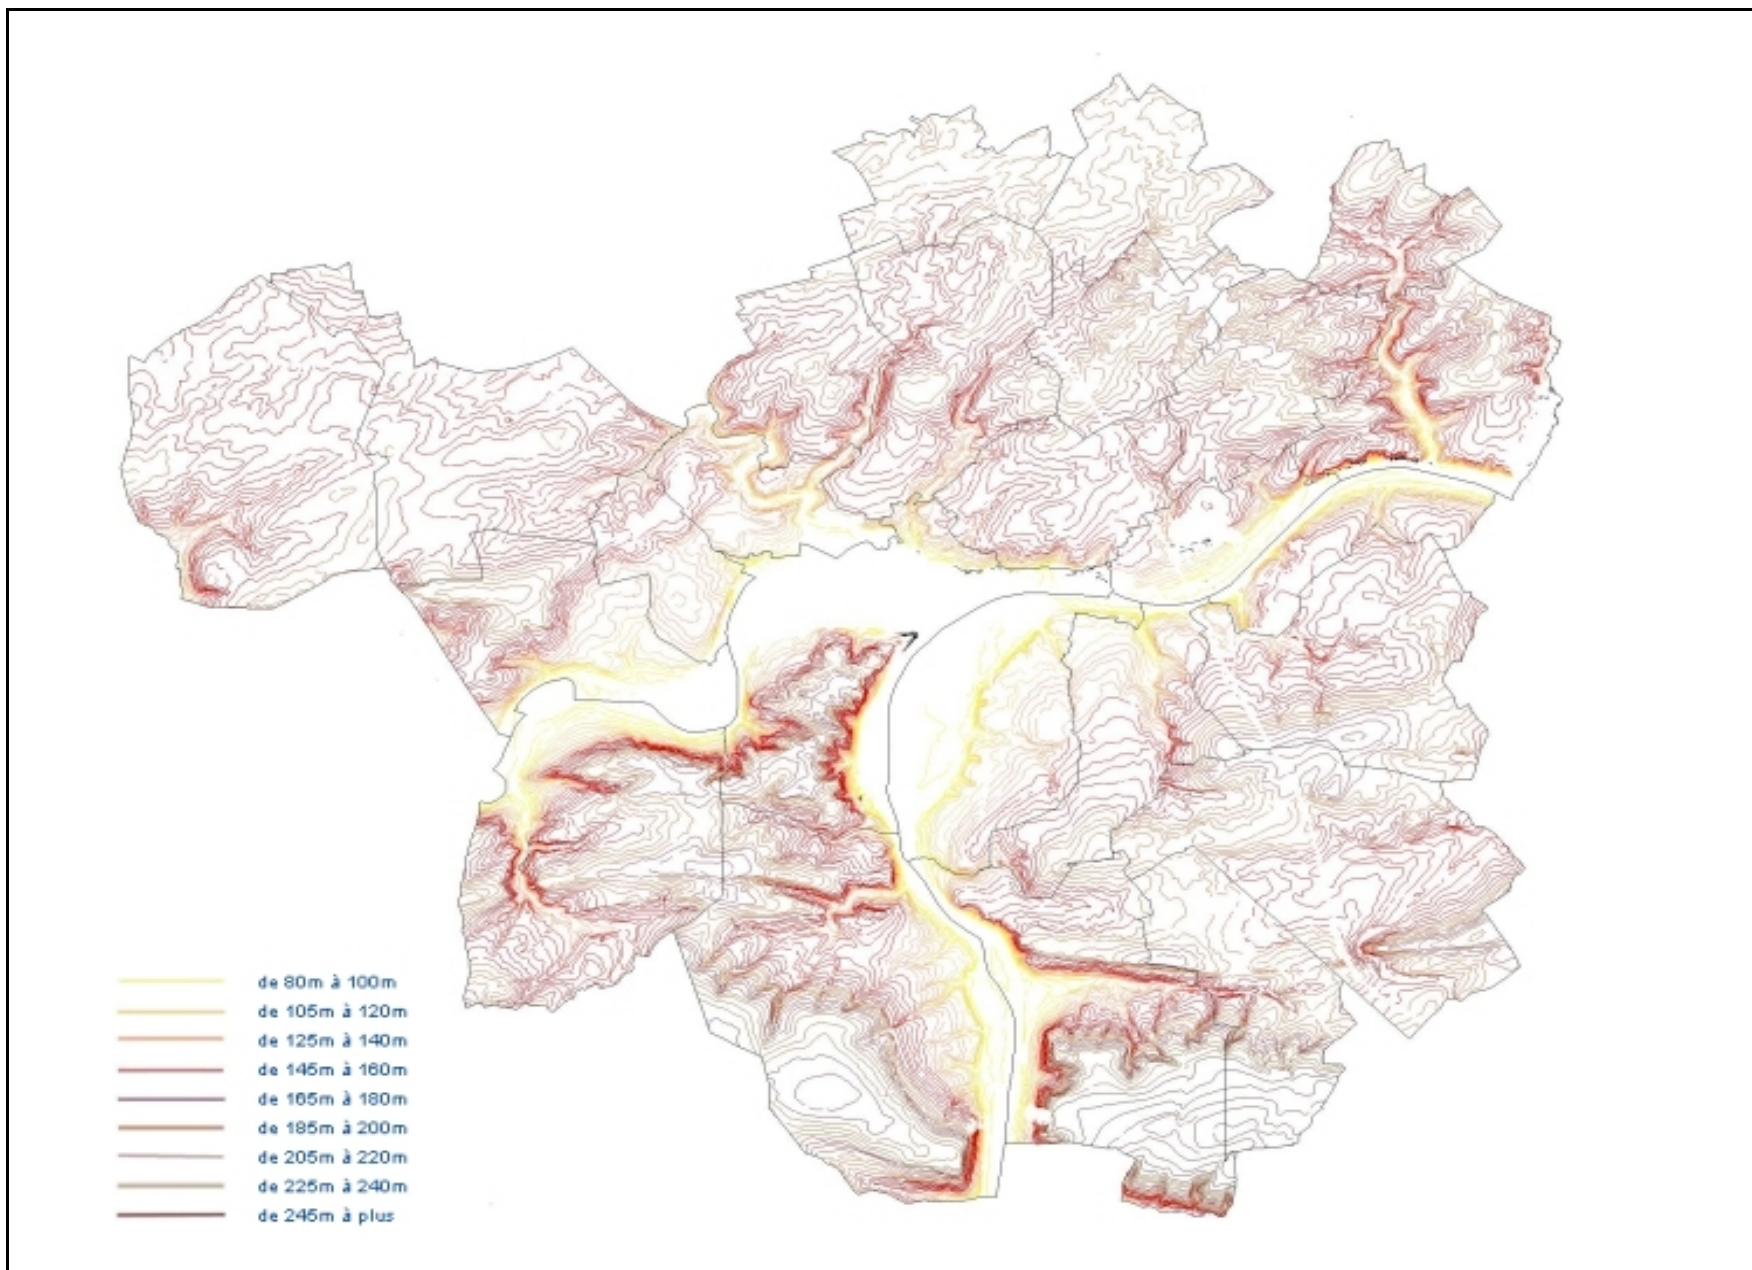 de 80m à 100m
de 105m à 120m
de 125m à 140m
de 145m à 160m
de 165m à 180m
de 185m à 200m
de 205m à 220m
de 225m à 240m
de 245m à plus